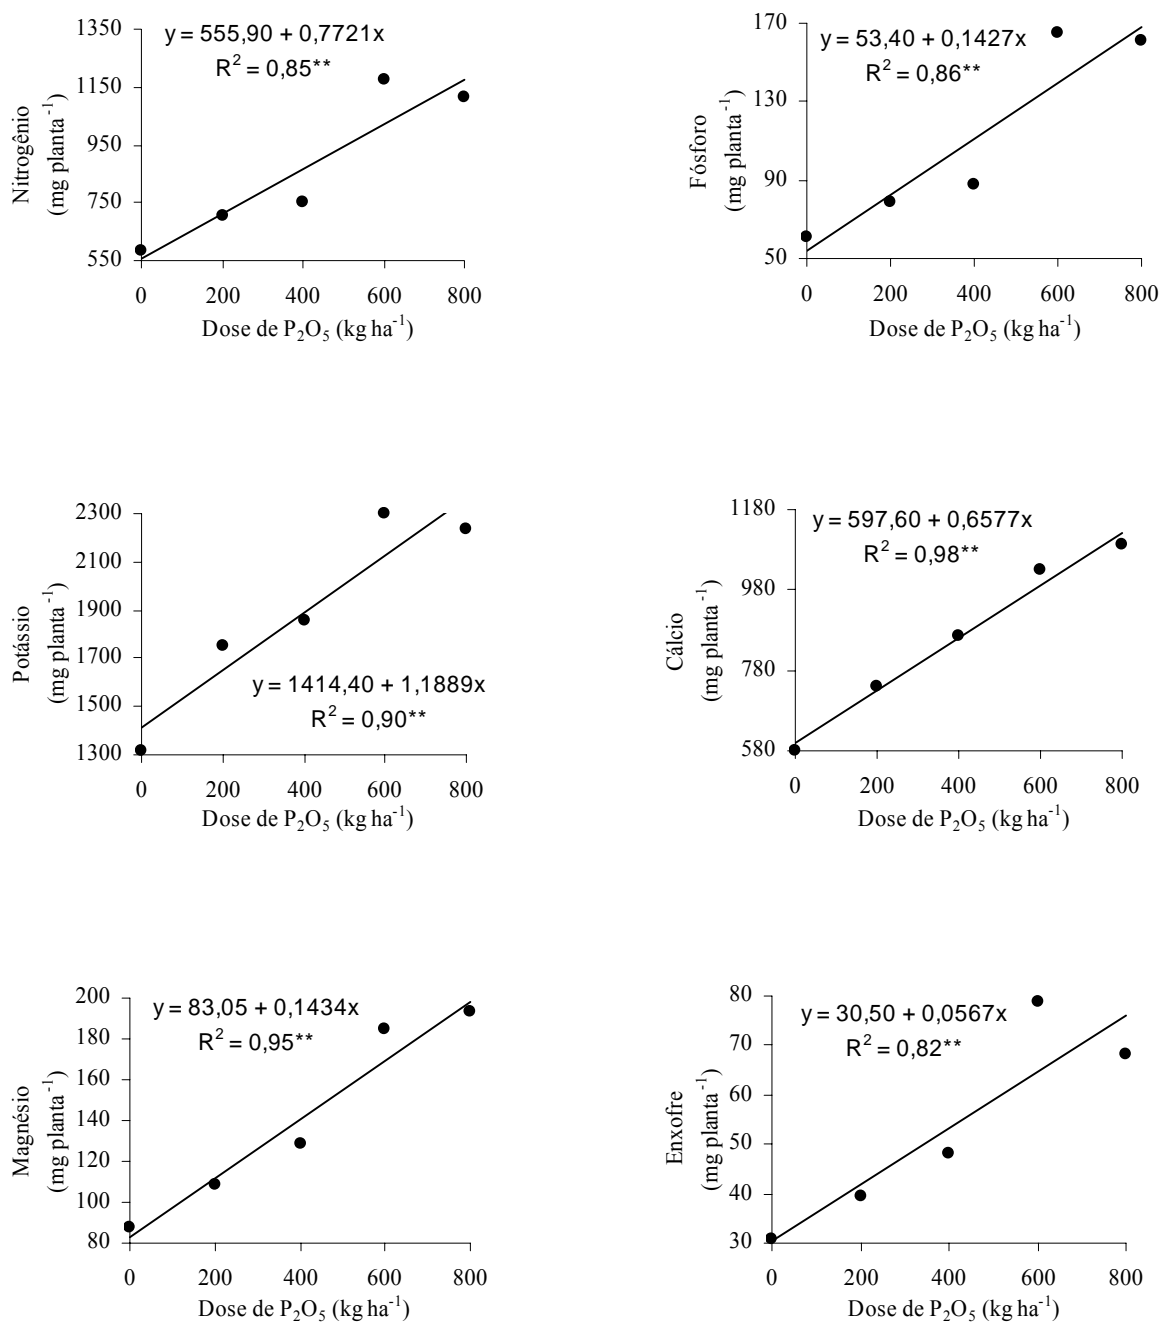 y = 555,90 + 0,7721x
R² = 0,85**
1350
1150
950
750
550
Nitrogênio
(mg planta⁻¹)
0 200 400 600 800
Dose de P₂O₅ (kg ha⁻¹)
y = 53,40 + 0,1427x
R² = 0,86**
170
130
90
50
Fósforo
(mg planta⁻¹)
0 200 400 600 800
Dose de P₂O₅ (kg ha⁻¹)
2300
2100
1900
1700
1500
1300
Potássio
(mg planta⁻¹)
y = 1414,40 + 1,1889x
R² = 0,90**
0 200 400 600 800
Dose de P₂O₅ (kg ha⁻¹)
y = 597,60 + 0,6577x
R² = 0,98**
1180
980
780
580
Cálcio
(mg planta⁻¹)
0 200 400 600 800
Dose de P₂O₅ (kg ha⁻¹)
y = 83,05 + 0,1434x
R² = 0,95**
200
180
160
140
120
100
80
Magnésio
(mg planta⁻¹)
0 200 400 600 800
Dose de P₂O₅ (kg ha⁻¹)
y = 30,50 + 0,0567x
R² = 0,82**
80
70
60
50
40
30
Enxofre
(mg planta⁻¹)
0 200 400 600 800
Dose de P₂O₅ (kg ha⁻¹)